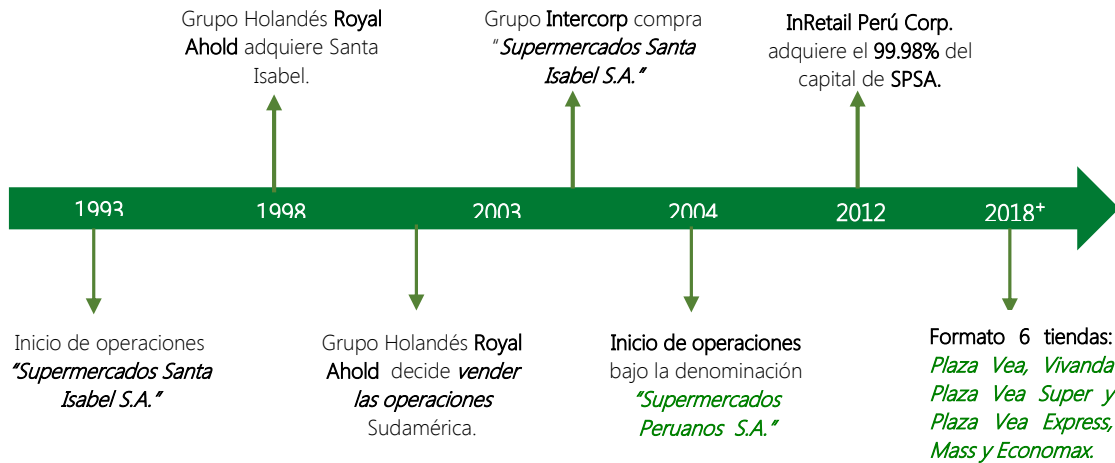 Grupo Holandés Royal
Ahold adquiere Santa
Isabel.
Grupo Intercorp compra
"Supermercados Santa
Isabel S.A."
InRetail Perú Corp.
adquiere el 99.98% del
capital de SPSA.
1993
1998
2003
2004
2012
2018+
Inicio de operaciones
"Supermercados Santa
Isabel S.A."
Grupo Holandés Royal
Ahold decide vender
las operaciones
Sudamérica.
Inicio de operaciones
bajo la denominación
"Supermercados
Peruanos S.A."
Formato 6 tiendas:
Plaza Vea, Vivanda
Plaza Vea Super y
Plaza Vea Express,
Mass y Economax.